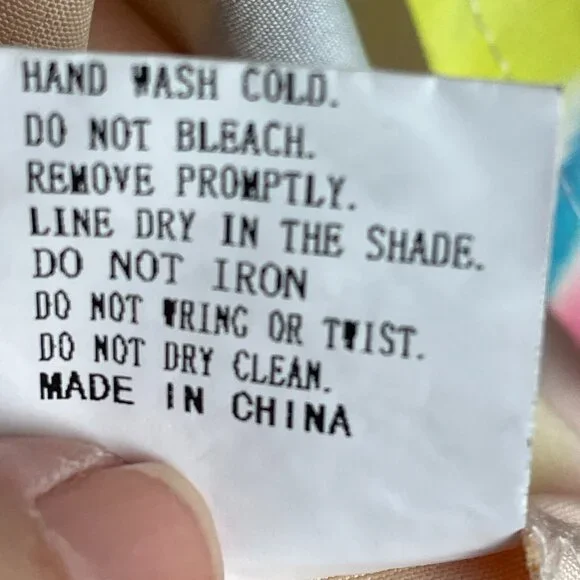 HAND WASH COLD.
DO NOT BLEACH.
REMOVE PROMPTLY.
LINE DRY IN THE SHADE.
DO NOT IRON
DO NOT WRING OR TWIST.
DO NOT DRY CLEAN.
MADE IN CHINA